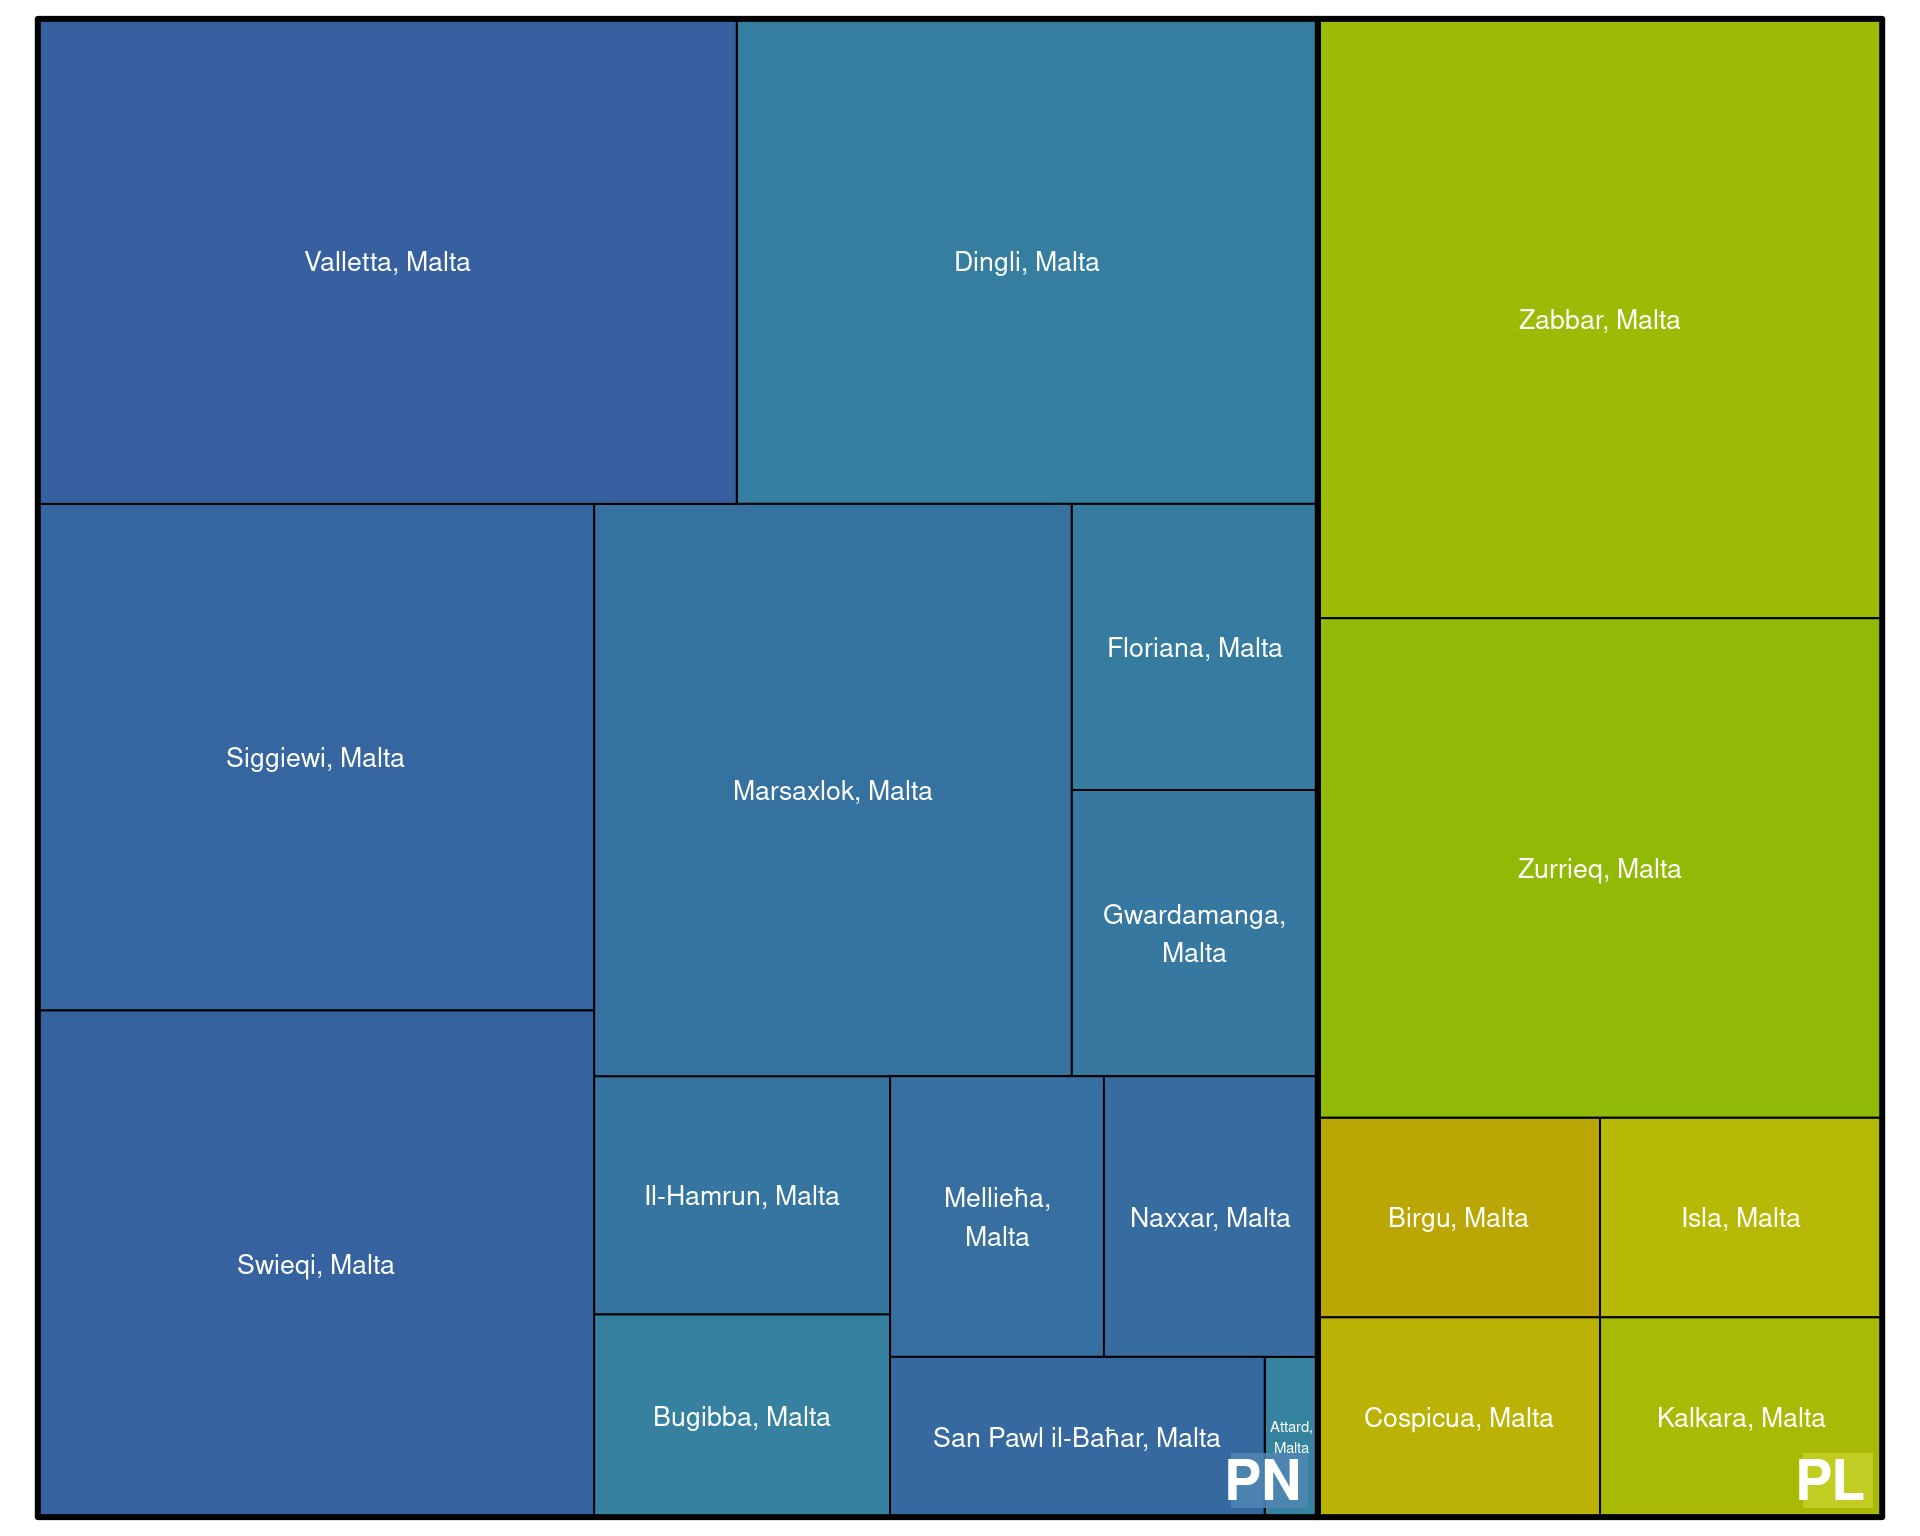 Valletta, Malta
Dingli, Malta
Zabbar, Malta
Siggiewi, Malta
Marsaxlok, Malta
Floriana, Malta
Gwardamanga,
Malta
Zurrieq, Malta
Swieqi, Malta
Il-Hamrun, Malta
Mellieħa,
Malta
Naxxar, Malta
Birgu, Malta
Isla, Malta
Bugibba, Malta
San Pawl il-Baħar, Malta
Attard,
Malta
Cospicua, Malta
Kalkara, Malta
PN
PL